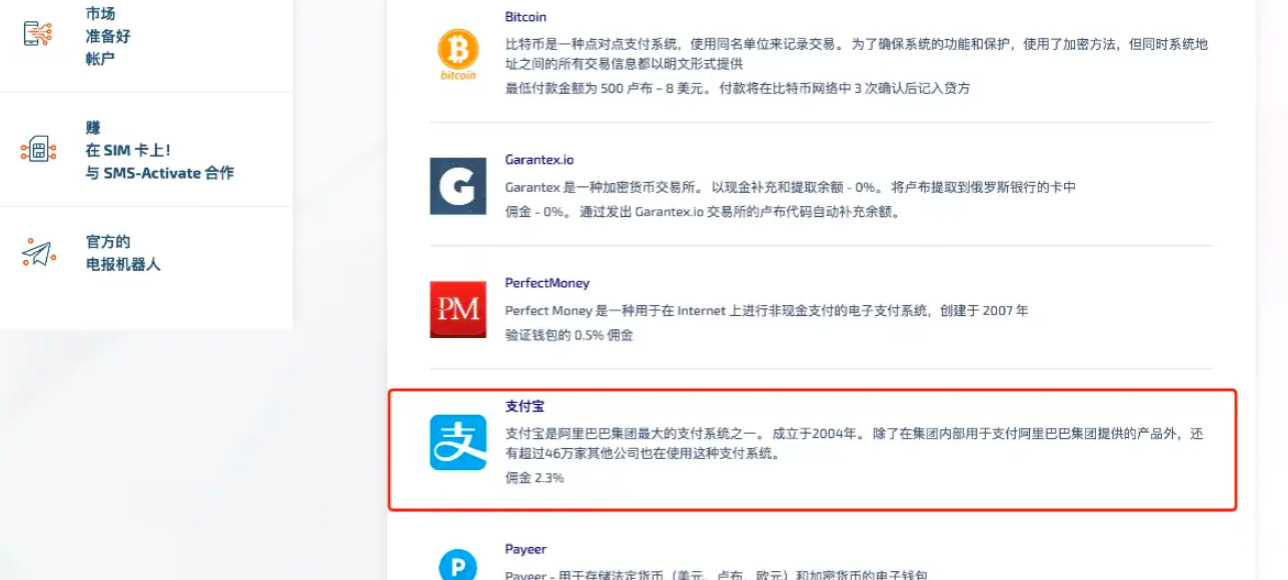 市场
准备好
帐户
赚
在 SIM 卡上！
与 SMS-Activate 合作
官方的
电报机器人
bitcoin
Bitcoin
比特币是一种点对点支付系统，使用同名单位来记录交易。 为了确保系统的功能和保护，使用了加密方法，但同时系统地
址之间的所有交易信息都以明文形式提供
最低付款金额为 500 卢布 ~ 8 美元。 付款将在比特币网络中 3 次确认后记入贷方
G
Garantex.io
Garantex 是一种加密货币交易所。 以现金补充和提取余额 - 0%。 将卢布提取到俄罗斯银行的卡中
佣金 - 0%。 通过发出 Garantex.io 交易所的卢布代码自动补充余额。
PM
PerfectMoney
Perfect Money 是一种用于在 Internet 上进行非现金支付的电子支付系统，创建于 2007 年
验证钱包的 0.5% 佣金
支
支付宝
支付宝是阿里巴巴集团最大的支付系统之一。 成立于2004年。 除了在集团内部用于支付阿里巴巴集团提供的产品外，还
有超过46万家其他公司也在使用这种支付系统。
佣金 2.3%
P
Payeer
Payeer - 用于存储法定货币（美元、卢布、欧元）和加密货币的电子钱包